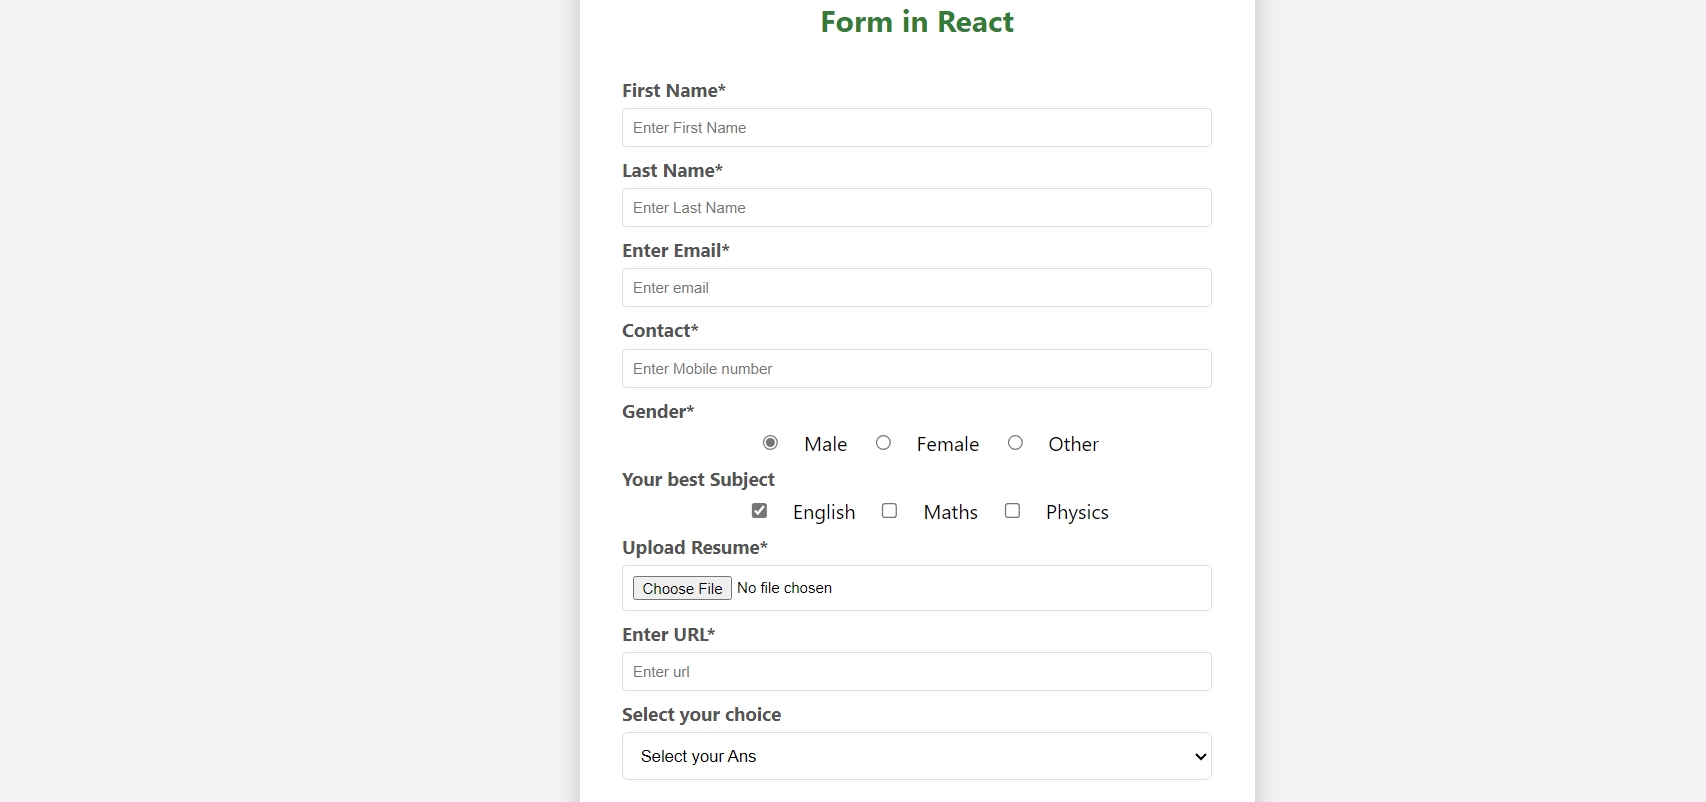 Form in React
First Name*
Enter First Name
Last Name*
Enter Last Name
Enter Email*
Enter email
Contact*
Enter Mobile number
Gender*
Male Female Other
Your best Subject
English Maths Physics
Upload Resume*
Choose File No file chosen
Enter URL*
Enter url
Select your choice
Select your Ans